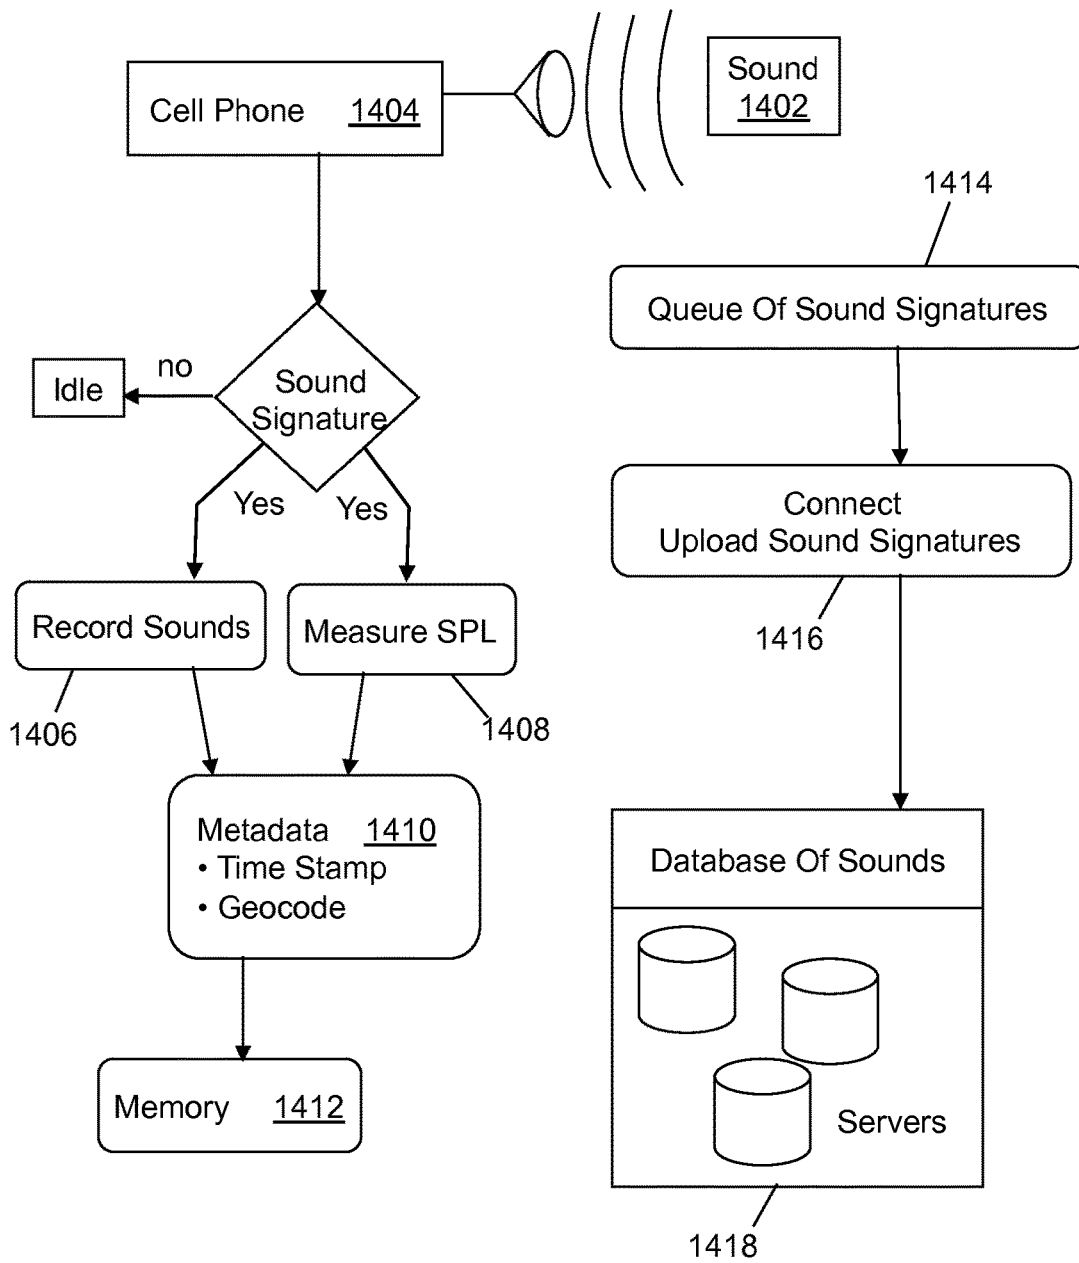 Sound
1402
Cell Phone 1404
1414
Queue Of Sound Signatures
no
Idle
Sound
Signature
Yes
Yes
Connect
Upload Sound Signatures
1416
Record Sounds
Measure SPL
1406
1408
Metadata 1410
• Time Stamp
• Geocode
Database Of Sounds
Memory 1412
Servers
1418